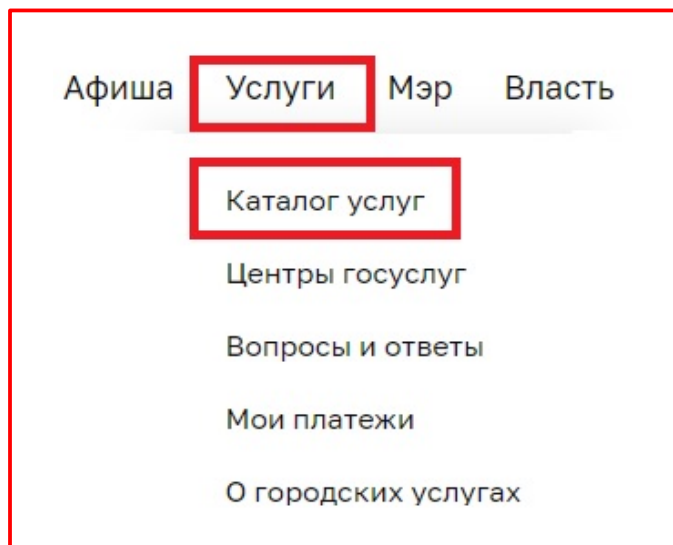 Афиша Услуги Мэр Власть
Каталог услуг
Центры госуслуг
Вопросы и ответы
Мои платежи
О городских услугах